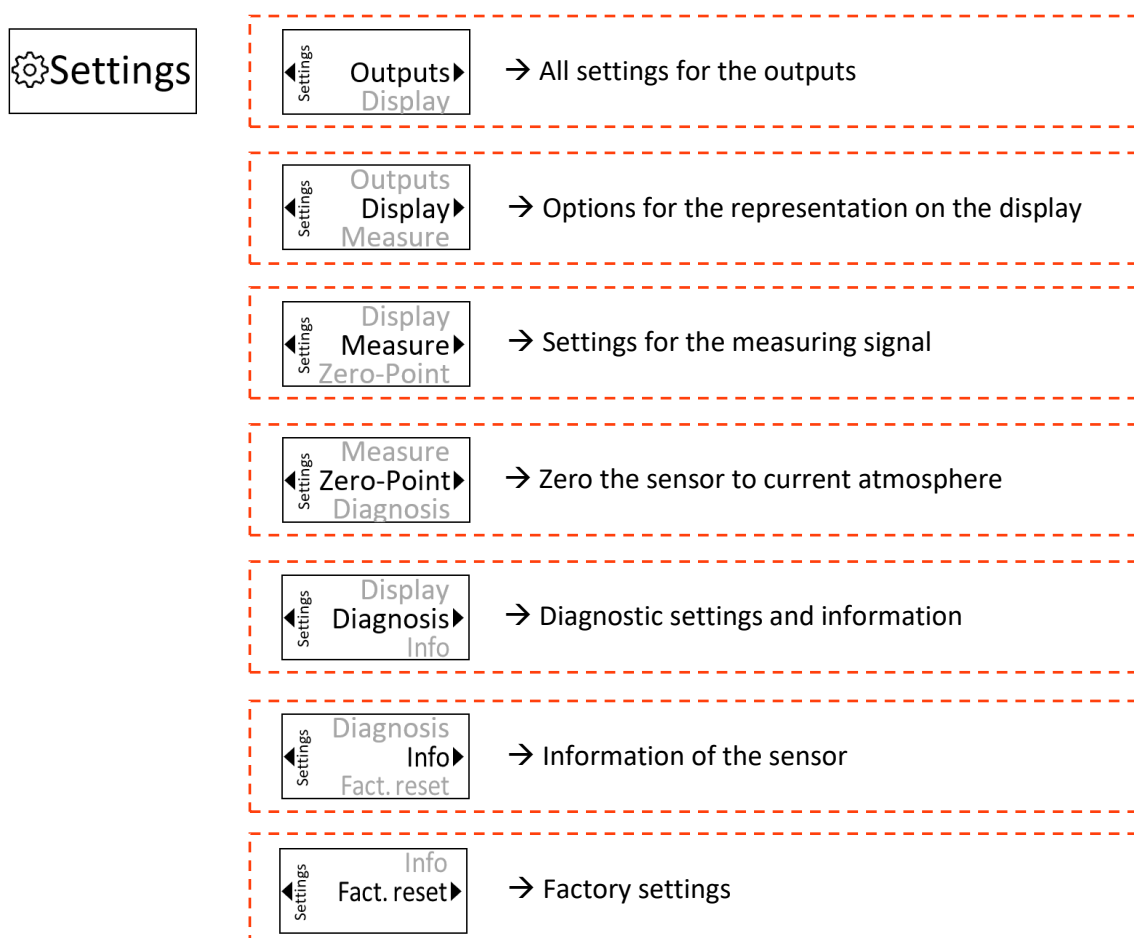 Settings
Settings
Outputs
Display
→ All settings for the outputs
Settings
Outputs
Display
Measure
→ Options for the representation on the display
Settings
Display
Measure
Zero-Point
→ Settings for the measuring signal
Settings
Measure
Zero-Point
Diagnosis
→ Zero the sensor to current atmosphere
Settings
Display
Diagnosis
Info
→ Diagnostic settings and information
Settings
Diagnosis
Info
Fact. reset
→ Information of the sensor
Settings
Info
Fact. reset
→ Factory settings